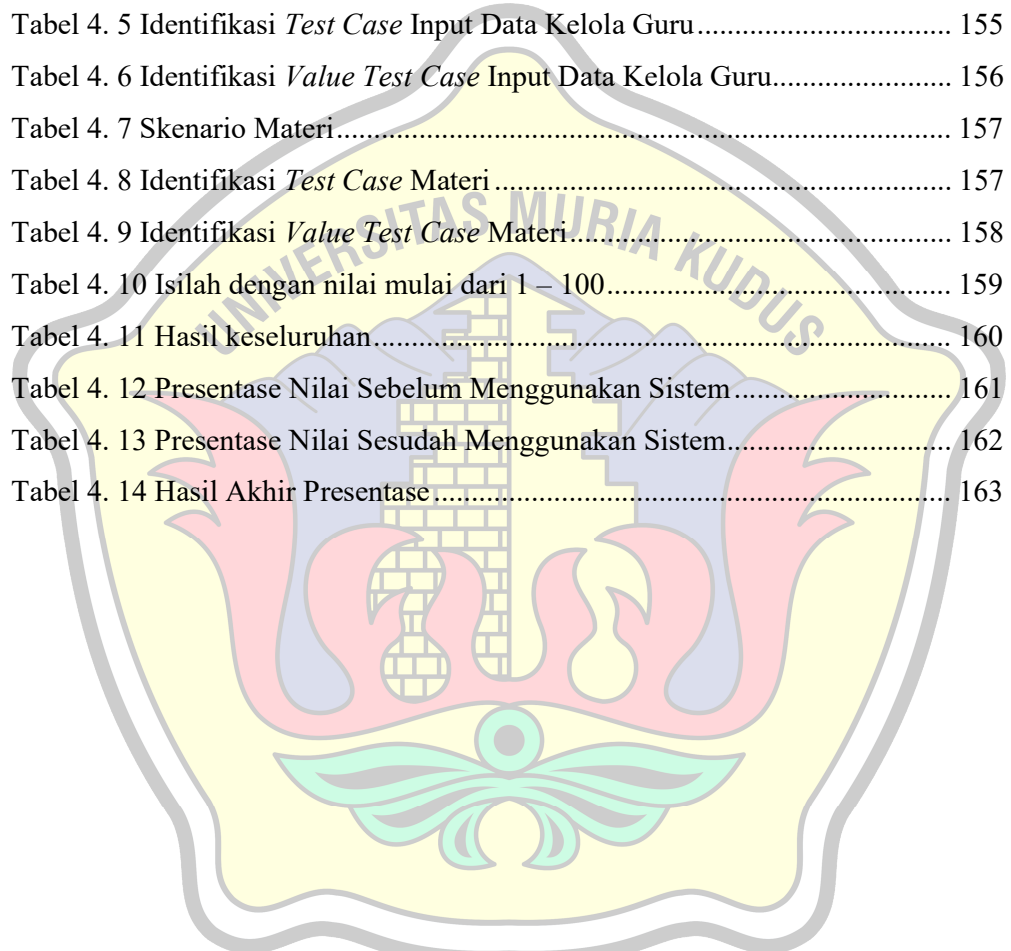 Tabel 4. 5 Identifikasi Test Case Input Data Kelola Guru ................................ 155
Tabel 4. 6 Identifikasi Value Test Case Input Data Kelola Guru ....................... 156
Tabel 4. 7 Skenario Materi ............................................................................... 157
Tabel 4. 8 Identifikasi Test Case Materi ........................................................... 157
Tabel 4. 9 Identifikasi Value Test Case Materi ................................................. 158
Tabel 4. 10 Isilah dengan nilai mulai dari 1 – 100 ............................................ 159
Tabel 4. 11 Hasil keseluruhan .......................................................................... 160
Tabel 4. 12 Presentase Nilai Sebelum Menggunakan Sistem ............................ 161
Tabel 4. 13 Presentase Nilai Sesudah Menggunakan Sistem ............................. 162
Tabel 4. 14 Hasil Akhir Presentase ................................................................... 163
UNIVERSITAS MURIA KUDUS